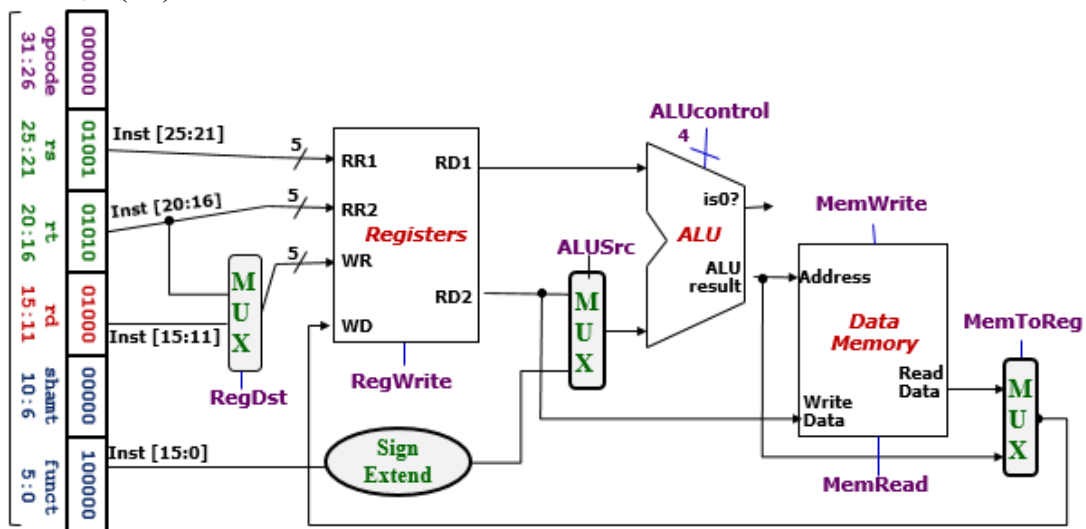 opcode
31:26
000000
rs
25:21
01001
rt
20:16
01010
rd
15:11
01000
shamt
10:6
00000
funct
5:0
100000
Inst [25:21]
5
Inst [20:16]
5
5
MUX
Inst [15:11]
RegDst
Inst [15:0]
Sign
Extend
RR1
RR2
WR
WD
RD1
RD2
Registers
RegWrite
ALUSrc
MUX
ALUcontrol
4
is0?
ALU
ALU
result
MemWrite
Address
Data
Memory
Read
Data
Write
Data
MemRead
MemToReg
MUX